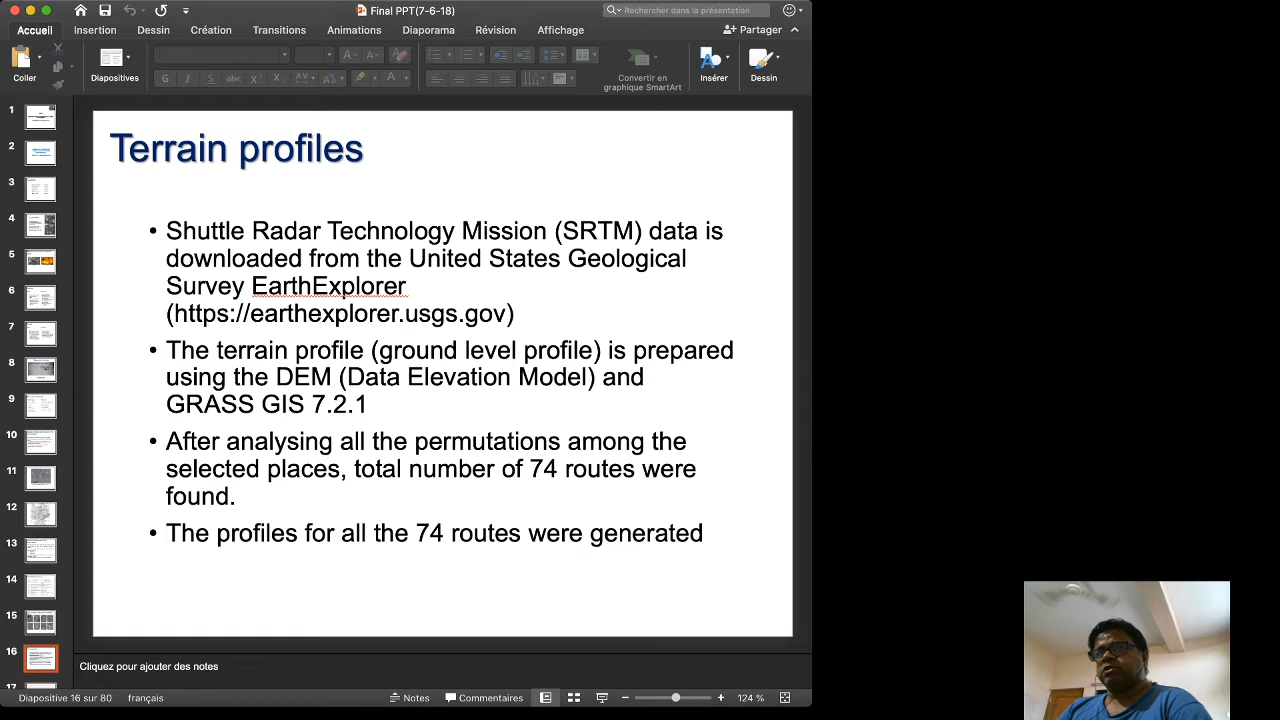 Final PPT(7-6-18)
Rechercher dans la présentation
Accueil Insertion Dessin Création Transitions Animations Diaporama Révision Affichage
Partager
Coller
Diapositives
Convertir en
graphique SmartArt
Insérer
Dessin
Terrain profiles
• Shuttle Radar Technology Mission (SRTM) data is
downloaded from the United States Geological
Survey EarthExplorer
(https://earthexplorer.usgs.gov)
• The terrain profile (ground level profile) is prepared
using the DEM (Data Elevation Model) and
GRASS GIS 7.2.1
• After analysing all the permutations among the
selected places, total number of 74 routes were
found.
• The profiles for all the 74 routes were generated
1
2
3
4
5
6
7
8
9
10
11
12
13
14
15
16
17
Cliquez pour ajouter des notes
Diapositive 16 sur 80 français Notes Commentaires 124 %